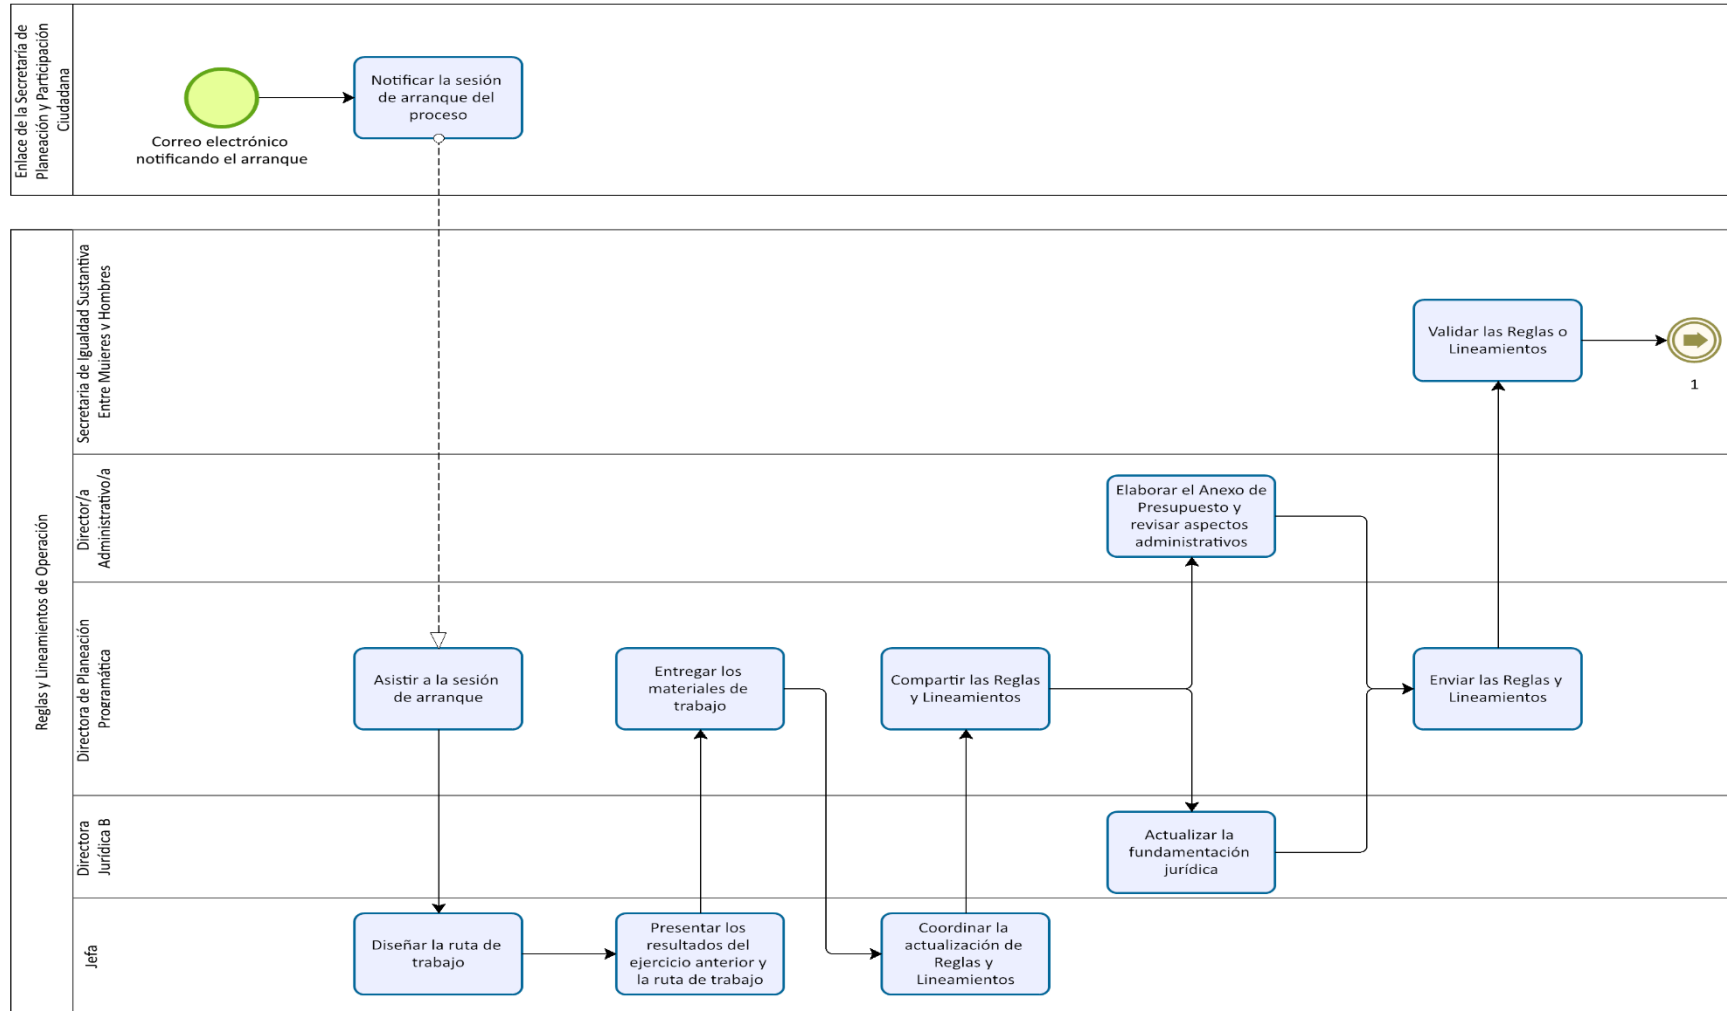 Enlace de la Secretaría de
Planeación y Participación
Ciudadana
Correo electrónico
notificando el arranque
Notificar la sesión
de arranque del
proceso
Reglas y Lineamientos de Operación
Secretaria de Igualdad Sustantiva
Entre Mujeres y Hombres
Validar las Reglas o
Lineamientos
1
Director/a
Administrativo/a
Elaborar el Anexo de
Presupuesto y
revisar aspectos
administrativos
Directora de Planeación
Programática
Asistir a la sesión
de arranque
Entregar los
materiales de
trabajo
Compartir las Reglas
y Lineamientos
Enviar las Reglas y
Lineamientos
Directora
Jurídica B
Actualizar la
fundamentación
jurídica
Jefa
Diseñar la ruta de
trabajo
Presentar los
resultados del
ejercicio anterior y
la ruta de trabajo
Coordinar la
actualización de
Reglas y
Lineamientos